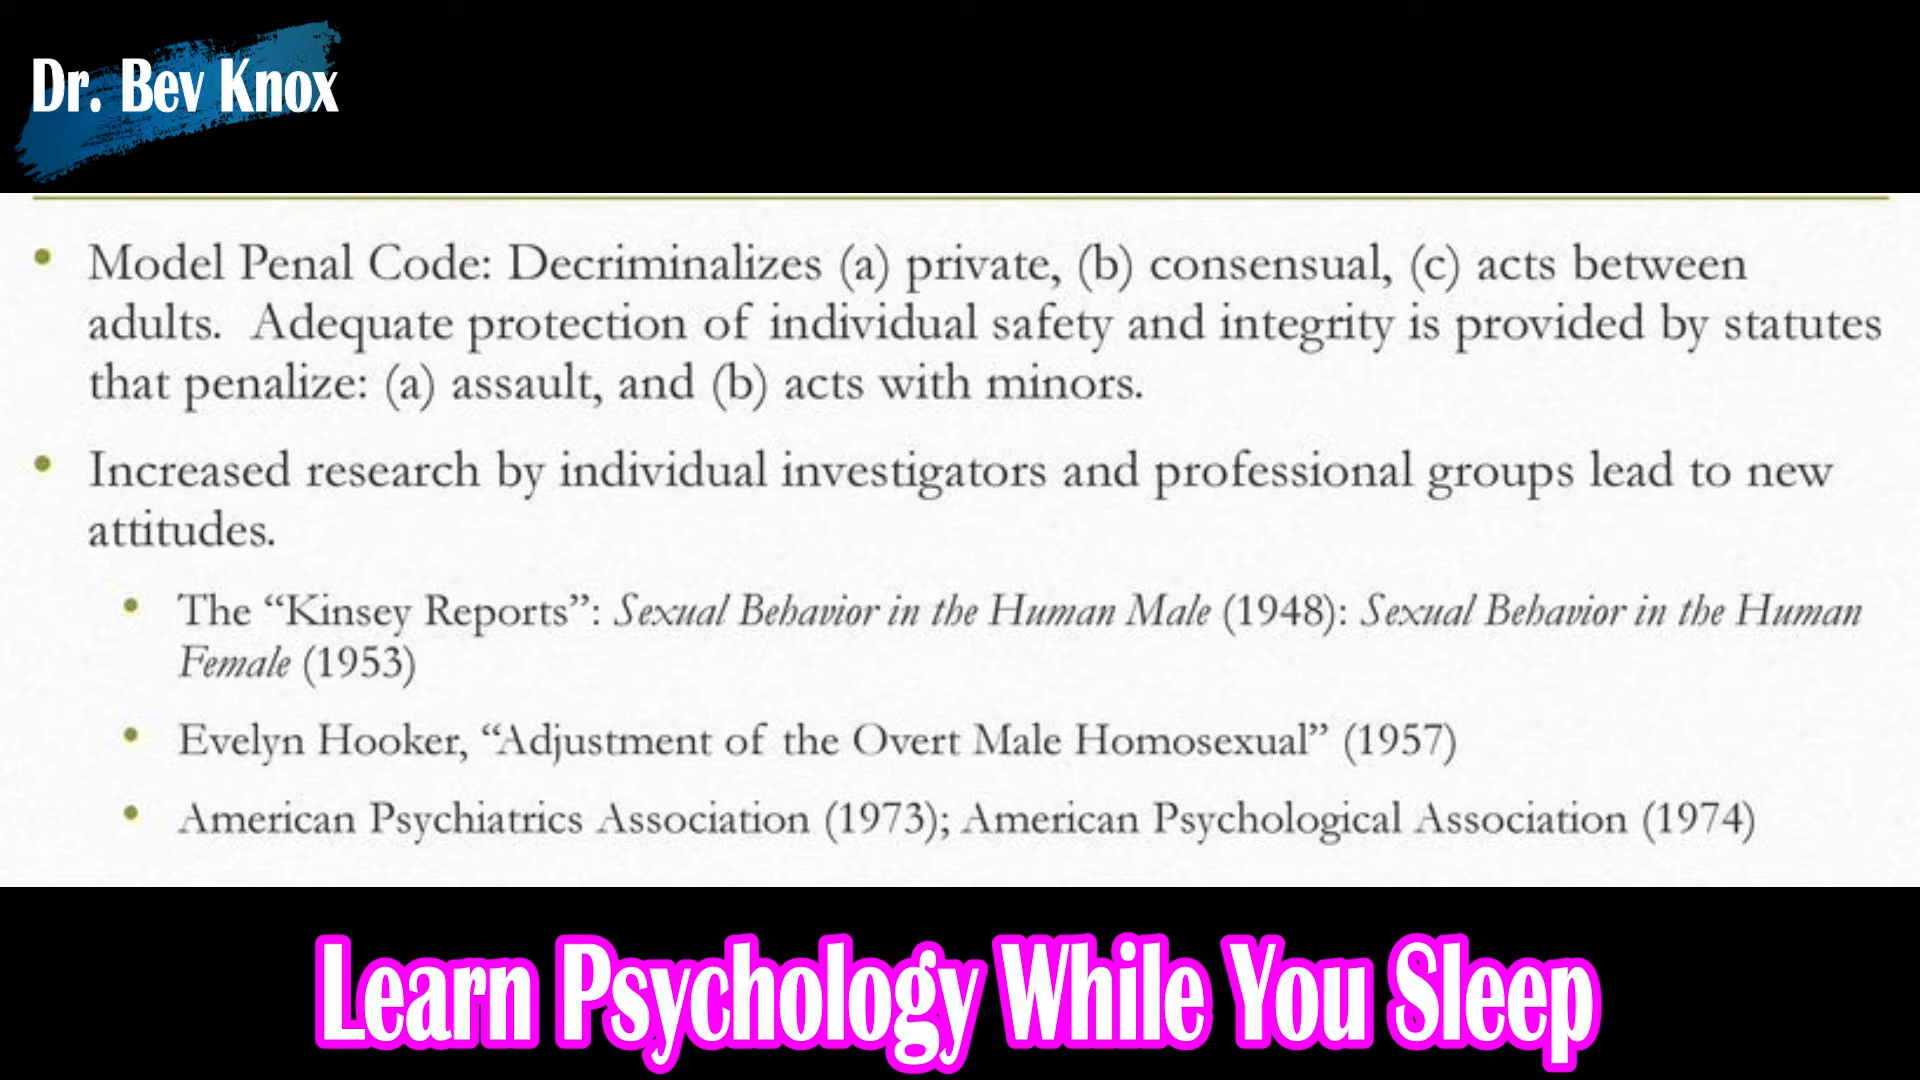 Dr. Bev Knox
• Model Penal Code: Decriminalizes (a) private, (b) consensual, (c) acts between
adults. Adequate protection of individual safety and integrity is provided by statutes
that penalize: (a) assault, and (b) acts with minors.
• Increased research by individual investigators and professional groups lead to new
attitudes.
• The “Kinsey Reports”: Sexual Behavior in the Human Male (1948): Sexual Behavior in the Human
Female (1953)
• Evelyn Hooker, “Adjustment of the Overt Male Homosexual” (1957)
• American Psychiatrics Association (1973); American Psychological Association (1974)
Learn Psychology While You Sleep